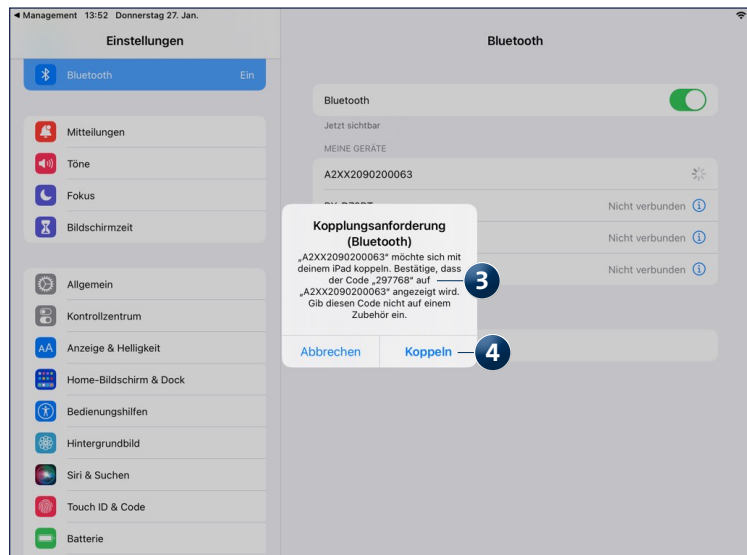 ◀ Management 13:52 Donnerstag 27. Jan.
Einstellungen
Bluetooth Ein
Mitteilungen
Töne
Fokus
Bildschirmzeit
Allgemein
Kontrollzentrum
AA Anzeige & Helligkeit
Home-Bildschirm & Dock
Bedienungshilfen
Hintergrundbild
Siri & Suchen
Touch ID & Code
Batterie
Bluetooth
Bluetooth
Jetzt sichtbar
MEINE GERÄTE
A2XX2090200063
Nicht verbunden
Nicht verbunden
Nicht verbunden
Kopplungsanforderung
(Bluetooth)
„A2XX2090200063“ möchte sich mit
deinem iPad koppeln. Bestätige, dass
der Code „297768“ auf
„A2XX2090200063“ angezeigt wird.
Gib diesen Code nicht auf einem
Zubehör ein.
3
Abbrechen Koppeln
4